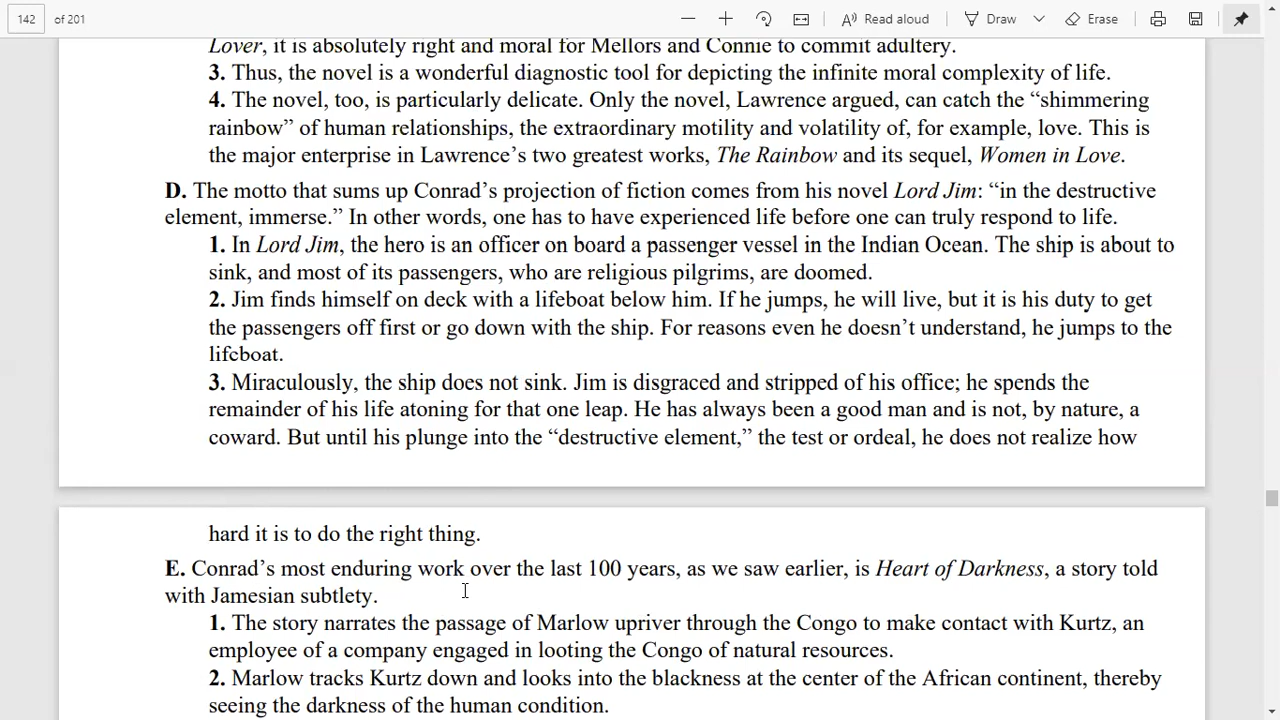 142 of 201 Read aloud Draw Erase
Lover, it is absolutely right and moral for Mellors and Connie to commit adultery.
3. Thus, the novel is a wonderful diagnostic tool for depicting the infinite moral complexity of life.
4. The novel, too, is particularly delicate. Only the novel, Lawrence argued, can catch the “shimmering
rainbow” of human relationships, the extraordinary motility and volatility of, for example, love. This is
the major enterprise in Lawrence’s two greatest works, The Rainbow and its sequel, Women in Love.
D. The motto that sums up Conrad’s projection of fiction comes from his novel Lord Jim: “in the destructive
element, immerse.” In other words, one has to have experienced life before one can truly respond to life.
1. In Lord Jim, the hero is an officer on board a passenger vessel in the Indian Ocean. The ship is about to
sink, and most of its passengers, who are religious pilgrims, are doomed.
2. Jim finds himself on deck with a lifeboat below him. If he jumps, he will live, but it is his duty to get
the passengers off first or go down with the ship. For reasons even he doesn’t understand, he jumps to the
lifeboat.
3. Miraculously, the ship does not sink. Jim is disgraced and stripped of his office; he spends the
remainder of his life atoning for that one leap. He has always been a good man and is not, by nature, a
coward. But until his plunge into the “destructive element,” the test or ordeal, he does not realize how
hard it is to do the right thing.
E. Conrad’s most enduring work over the last 100 years, as we saw earlier, is Heart of Darkness, a story told
with Jamesian subtlety.
1. The story narrates the passage of Marlow upriver through the Congo to make contact with Kurtz, an
employee of a company engaged in looting the Congo of natural resources.
2. Marlow tracks Kurtz down and looks into the blackness at the center of the African continent, thereby
seeing the darkness of the human condition.